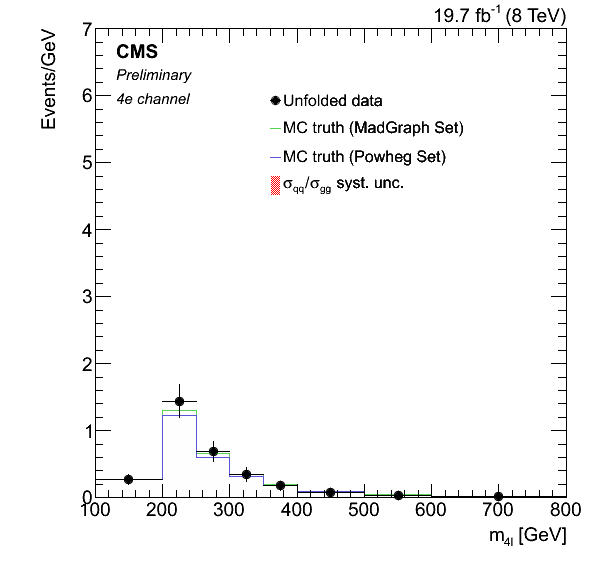 19.7 fb⁻¹ (8 TeV)
Events/GeV
CMS
Preliminary
4e channel
Unfolded data
MC truth (MadGraph Set)
MC truth (Powheg Set)
σqq/σgg syst. unc.
7
6
5
4
3
2
1
0
100 200 300 400 500 600 700 800
m4l [GeV]